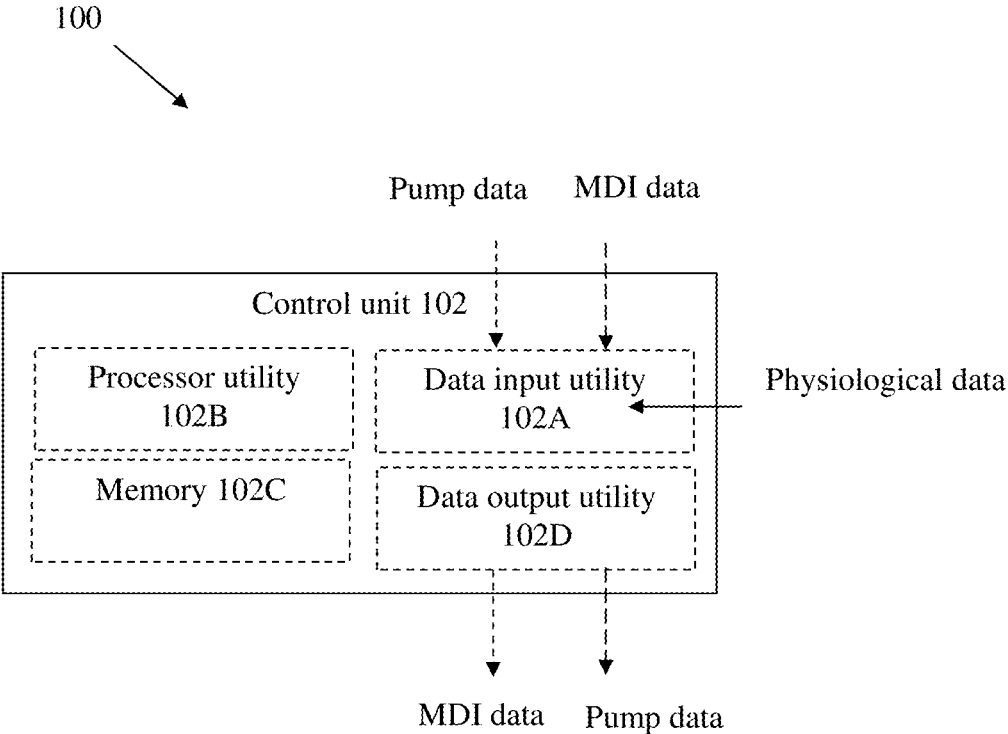 100
Pump data
MDI data
Control unit 102
Processor utility
102B
Data input utility
102A
Physiological data
Memory 102C
Data output utility
102D
MDI data
Pump data